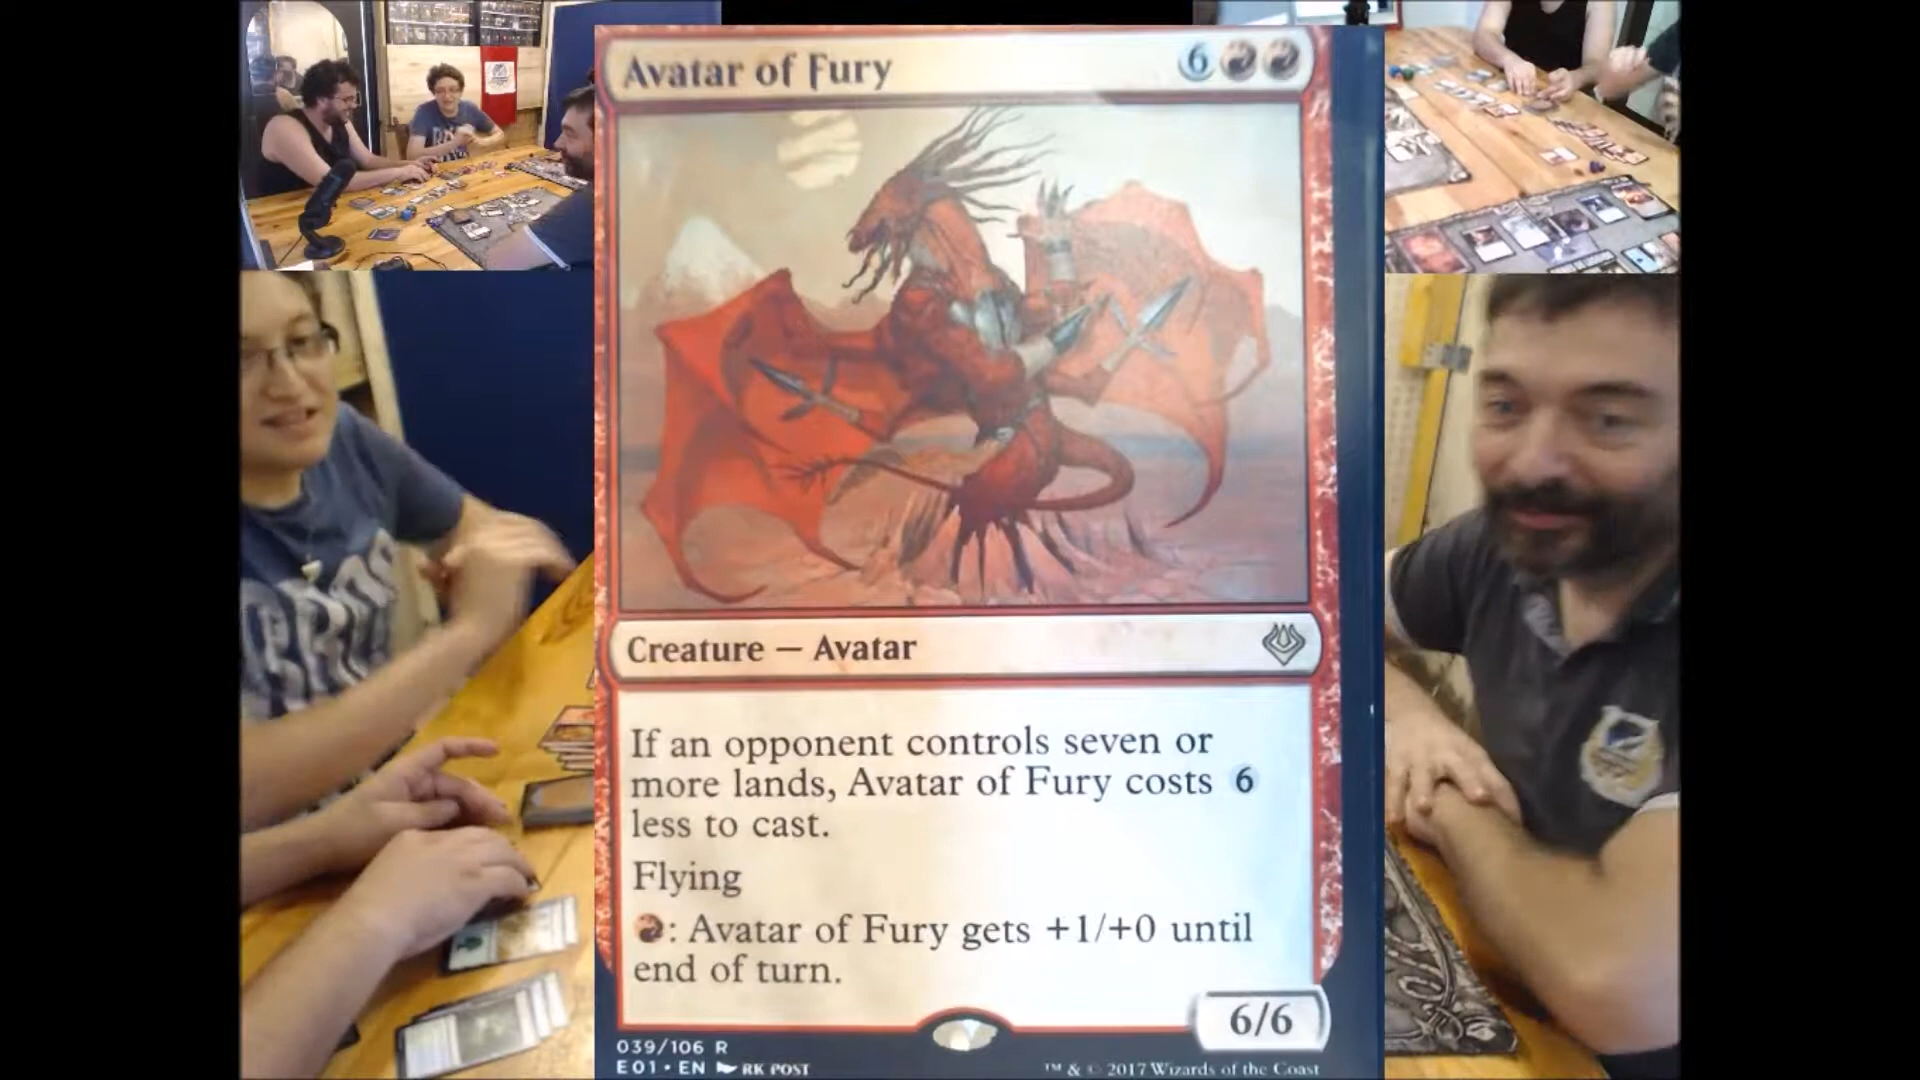 Avatar of Fury
6
Creature — Avatar
If an opponent controls seven or
more lands, Avatar of Fury costs 6
less to cast.
Flying
: Avatar of Fury gets +1/+0 until
end of turn.
6/6
039/106 R
E01 • EN RK POST
™ & © 2017 Wizards of the Coast